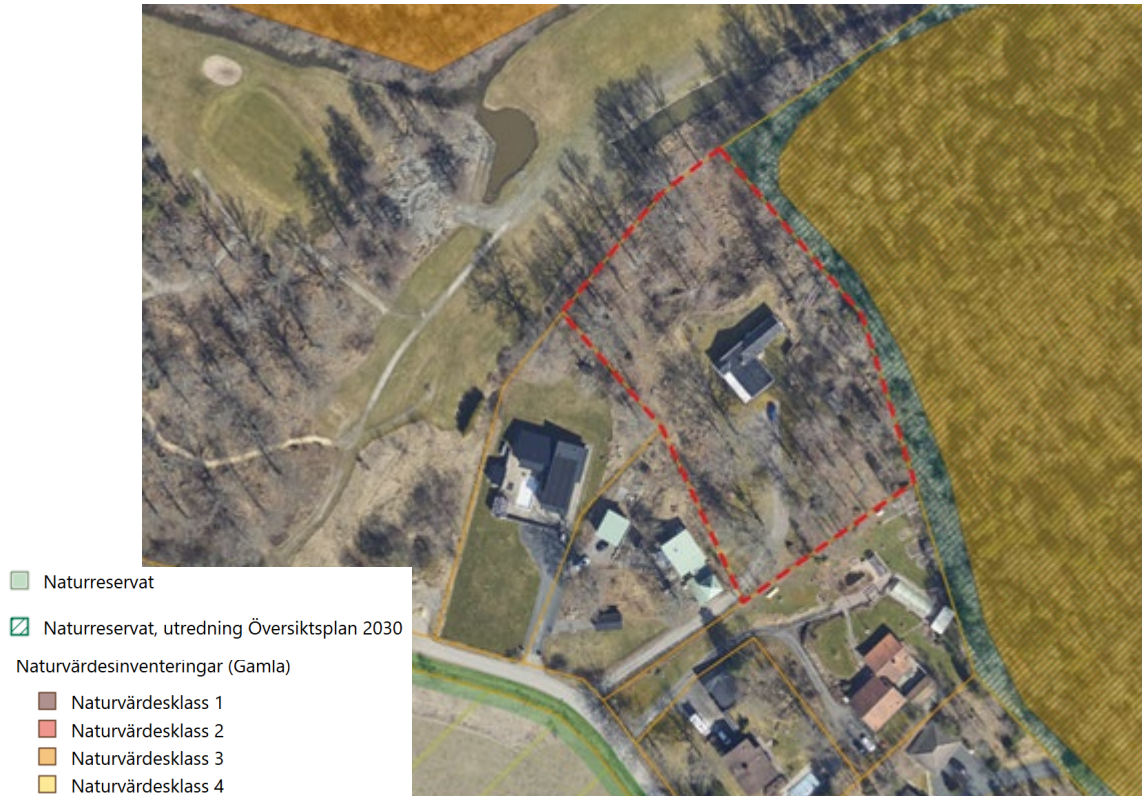 Naturreservat
Naturreservat, utredning Översiktsplan 2030
Naturvärdesinventeringar (Gamla)
Naturvärdesklass 1
Naturvärdesklass 2
Naturvärdesklass 3
Naturvärdesklass 4